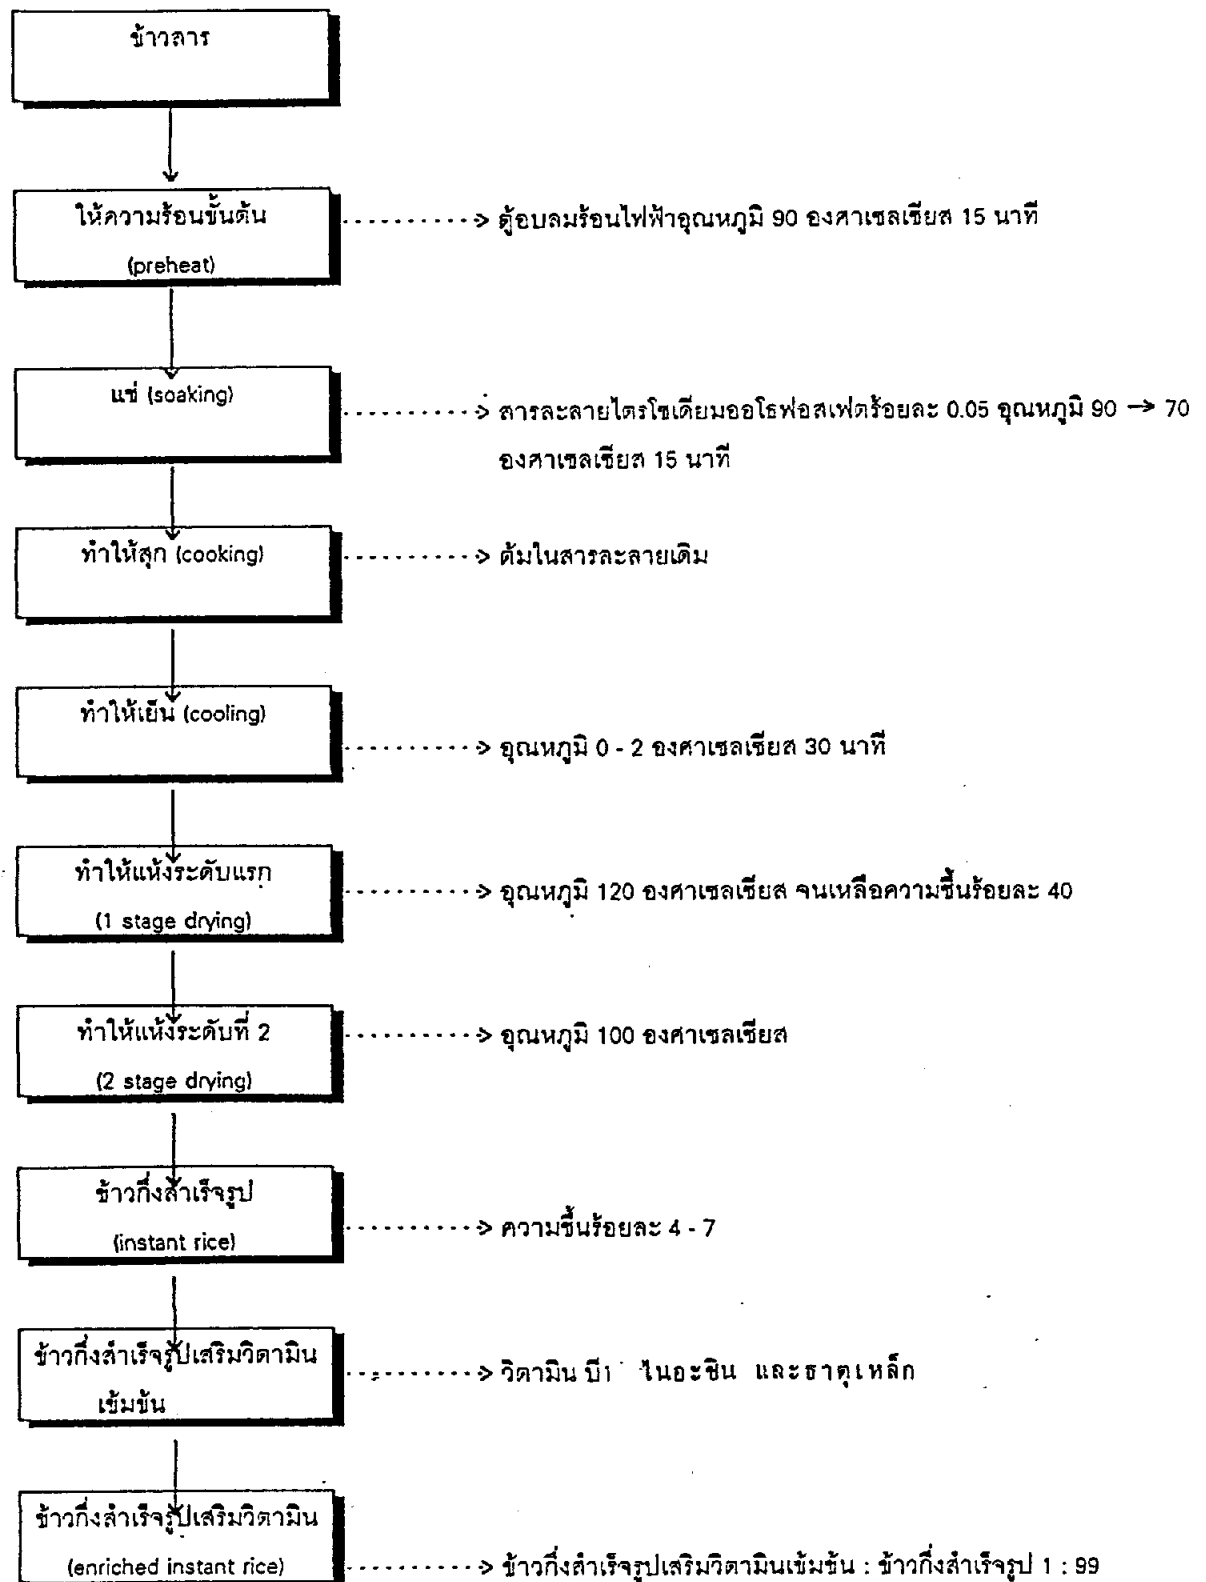 ข้าวสาร
ให้ความร้อนขั้นต้น
(preheat)
ตู้อบลมร้อนไฟฟ้าอุณหภูมิ 90 องศาเซลเซียส 15 นาที
แช่ (soaking)
สารละลายไตรโซเดียมออโธฟอสเฟตร้อยละ 0.05 อุณหภูมิ 90 → 70
องศาเซลเซียส 15 นาที
ทำให้สุก (cooking)
ต้มในสารละลายเดิม
ทำให้เย็น (cooling)
อุณหภูมิ 0 - 2 องศาเซลเซียส 30 นาที
ทำให้แห้งระดับแรก
(1 stage drying)
อุณหภูมิ 120 องศาเซลเซียส จนเหลือความชื้นร้อยละ 40
ทำให้แห้งระดับที่ 2
(2 stage drying)
อุณหภูมิ 100 องศาเซลเซียส
ข้าวกึ่งสำเร็จรูป
(instant rice)
ความชื้นร้อยละ 4 - 7
ข้าวกึ่งสำเร็จรูปเสริมวิตามิน
เข้มข้น
วิตามิน บี1 ไนอะซิน และธาตุเหล็ก
ข้าวกึ่งสำเร็จรูปเสริมวิตามิน
(enriched instant rice)
ข้าวกึ่งสำเร็จรูปเสริมวิตามินเข้มข้น : ข้าวกึ่งสำเร็จรูป 1 : 99